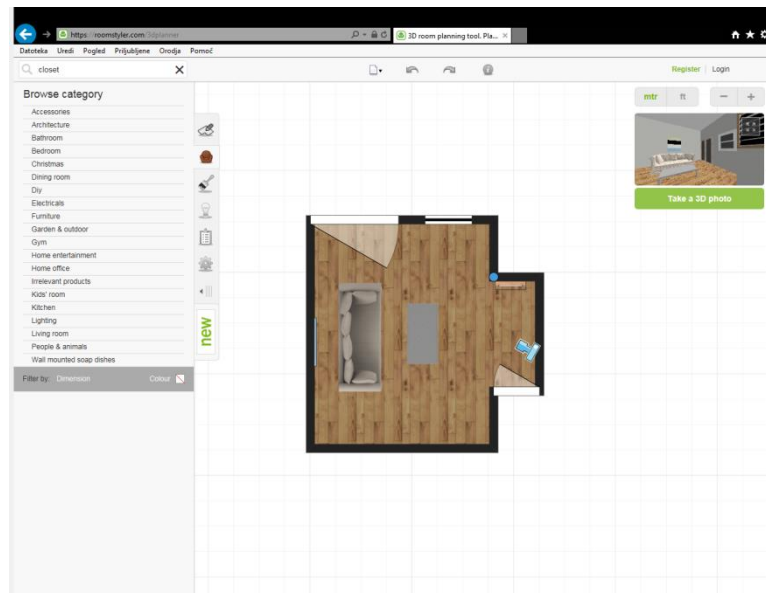 https://roomstyler.com/3dplanner
3D room planning tool. Pla...
Datoteka Uredi Pogled Priljubljene Orodja Pomoč
closet
Register Login
Browse category
mtr ft
Accessories
Architecture
Bathroom
Bedroom
Christmas
Dining room
Diy
Electricals
Furniture
Garden & outdoor
Gym
Home entertainment
Home office
Irrelevant products
Kids' room
Kitchen
Lighting
Living room
People & animals
Wall mounted soap dishes
Filter by: Dimension Colour
new
Take a 3D photo